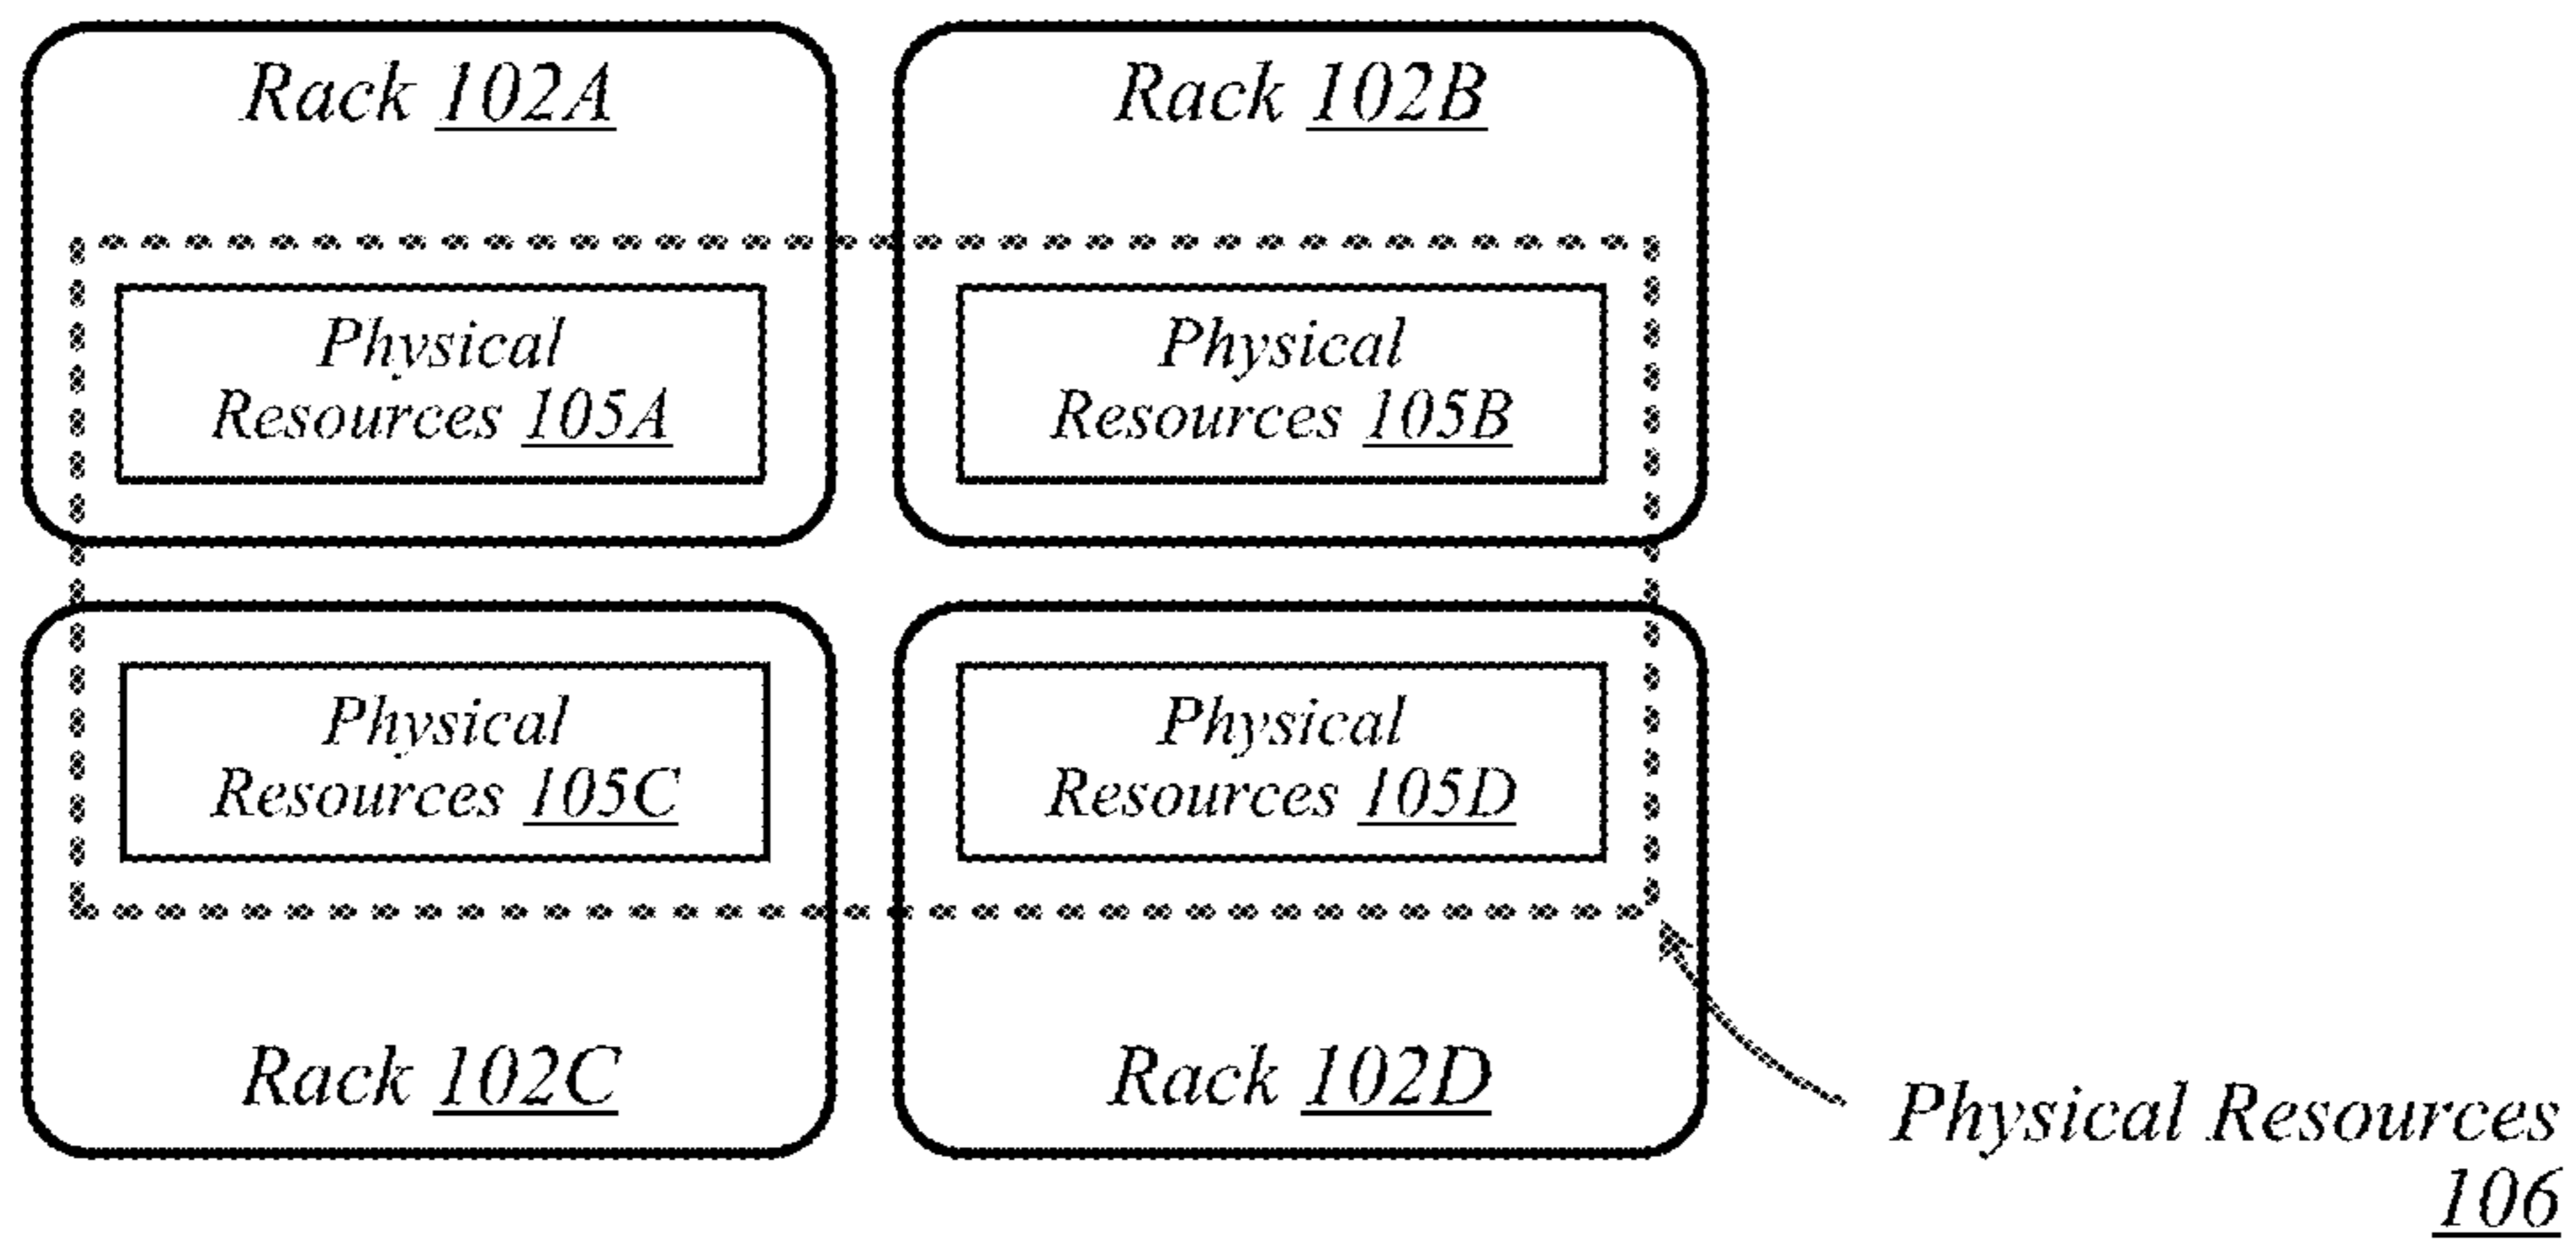 Rack 102A
Rack 102B
Physical
Resources 105A
Physical
Resources 105B
Physical
Resources 105C
Physical
Resources 105D
Rack 102C
Rack 102D
Physical Resources
106